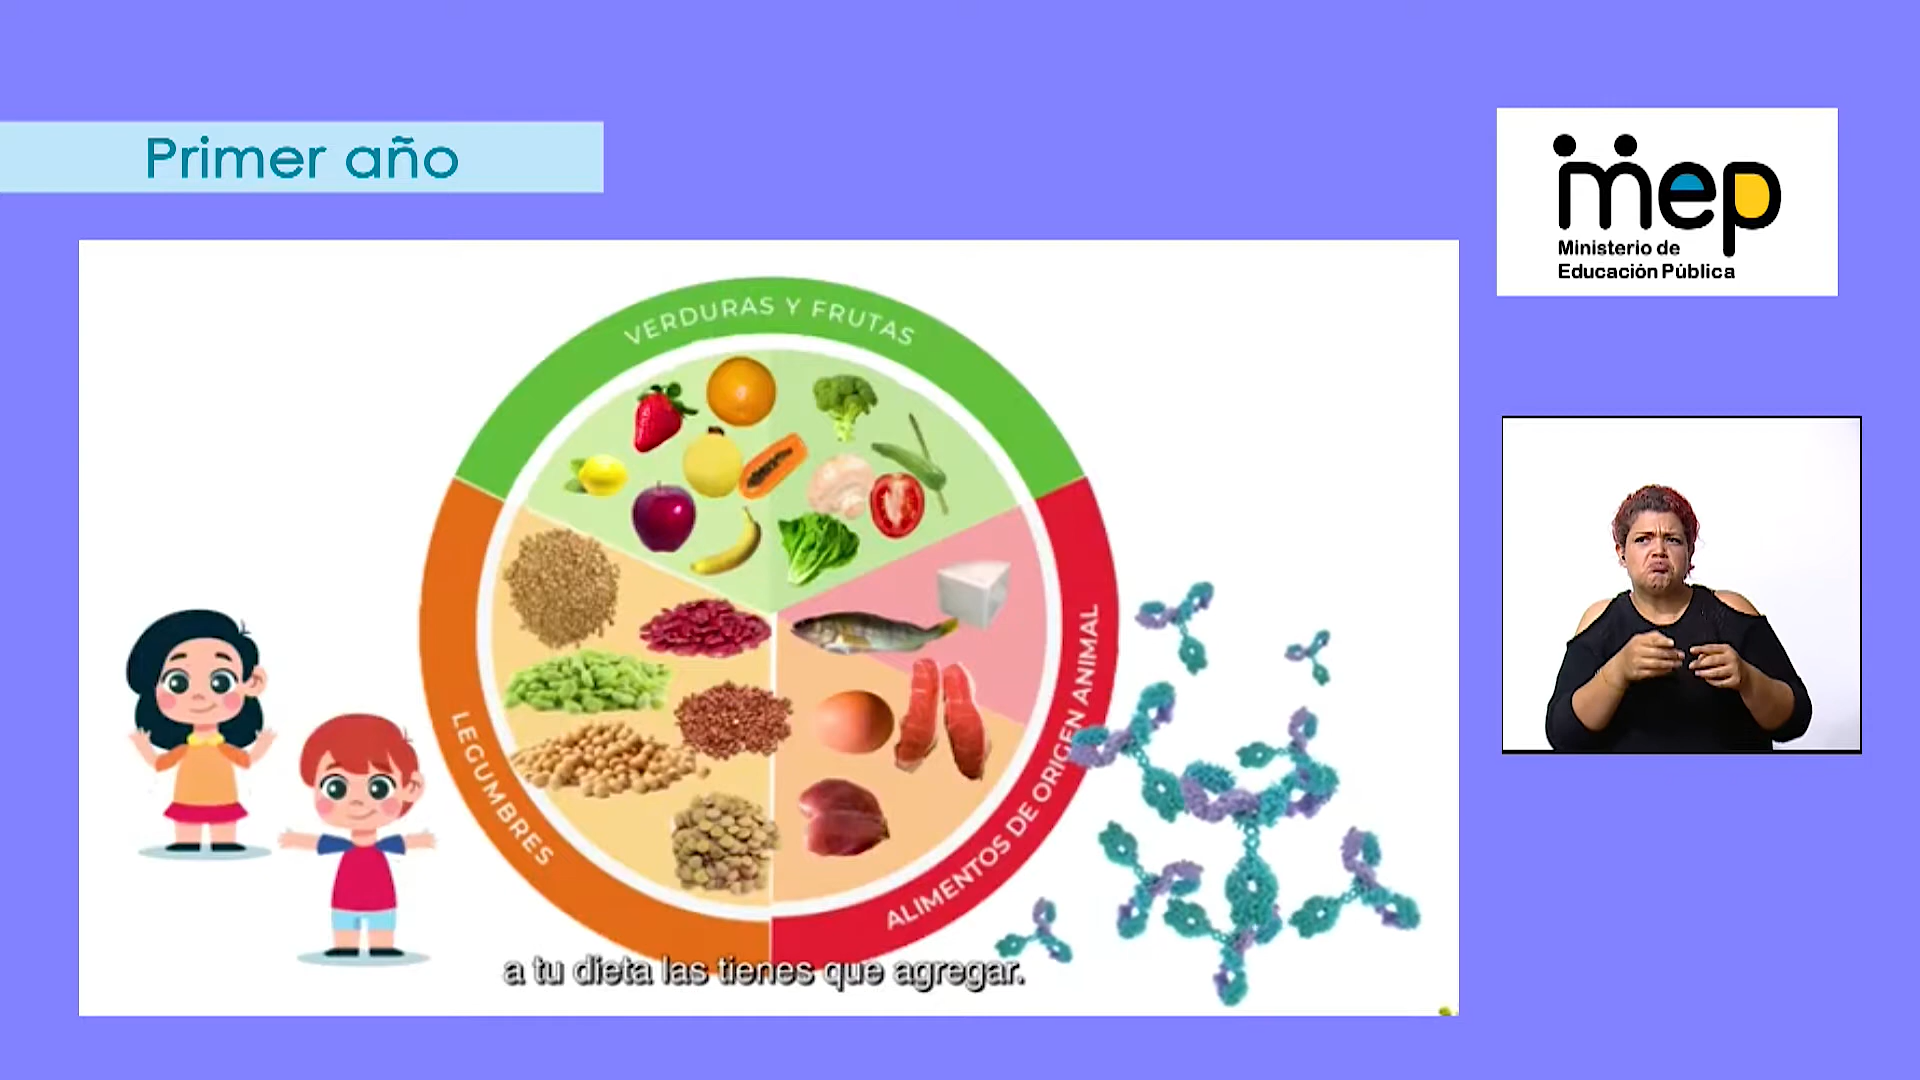 Primer año
mep
Ministerio de
Educación Pública
VERDURAS Y FRUTAS
LEGUMBRES
ALIMENTOS DE ORIGEN ANIMAL
a tu dieta las tienes que agregar.